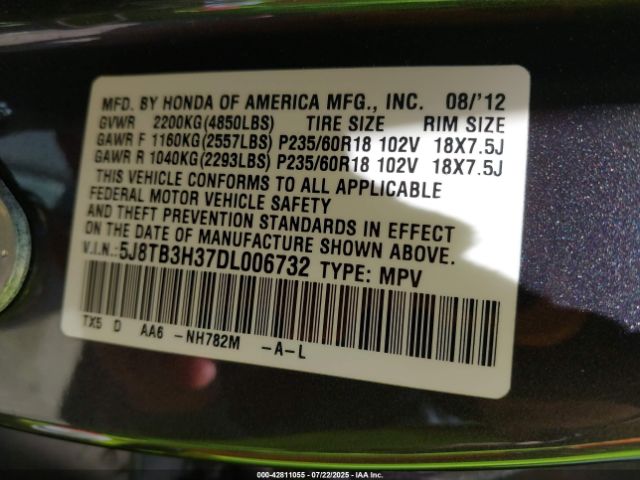 MFD. BY HONDA OF AMERICA MFG., INC. 08/'12
GVWR 2200KG(4850LBS) TIRE SIZE RIM SIZE
GAWR F 1160KG(2557LBS) P235/60R18 102V 18X7.5J
GAWR R 1040KG(2293LBS) P235/60R18 102V 18X7.5J
THIS VEHICLE CONFORMS TO ALL APPLICABLE
FEDERAL MOTOR VEHICLE SAFETY
AND THEFT PREVENTION STANDARDS IN EFFECT
ON THE DATE OF MANUFACTURE SHOWN ABOVE.
V.I.N.:5J8TB3H37DL006732 TYPE: MPV
TX5 D AA6 -NH782M -A-L
000-42811055 - 07/22/2025 - IAA Inc.